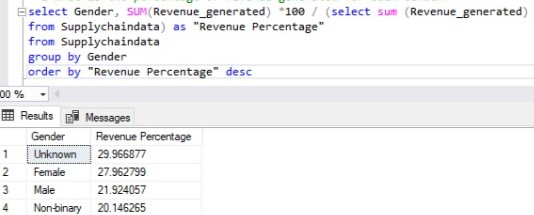 select Gender, SUM(Revenue_generated) *100 / (select sum (Revenue_generated)
from Supplychaindata) as "Revenue Percentage"
from Supplychaindata
group by Gender
order by "Revenue Percentage" desc
00 %
Results Messages
Gender Revenue Percentage
1 Unknown 29.966877
2 Female 27.962799
3 Male 21.924057
4 Non-binary 20.146265